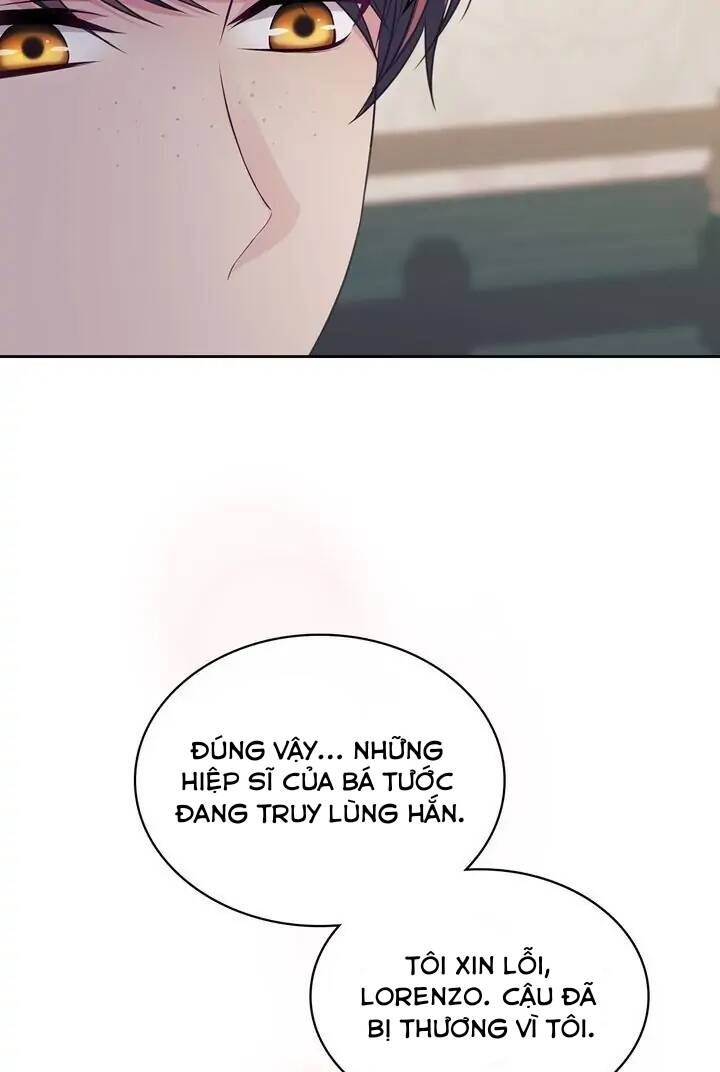 ĐÚNG VẬY... NHỮNG
HIỆP SĨ CỦA BÁ TƯỚC
ĐANG TRUY LÙNG HẮN.
TÔI XIN LỖI,
LORENZO. CẬU ĐÃ
BỊ THƯƠNG VÌ TÔI.